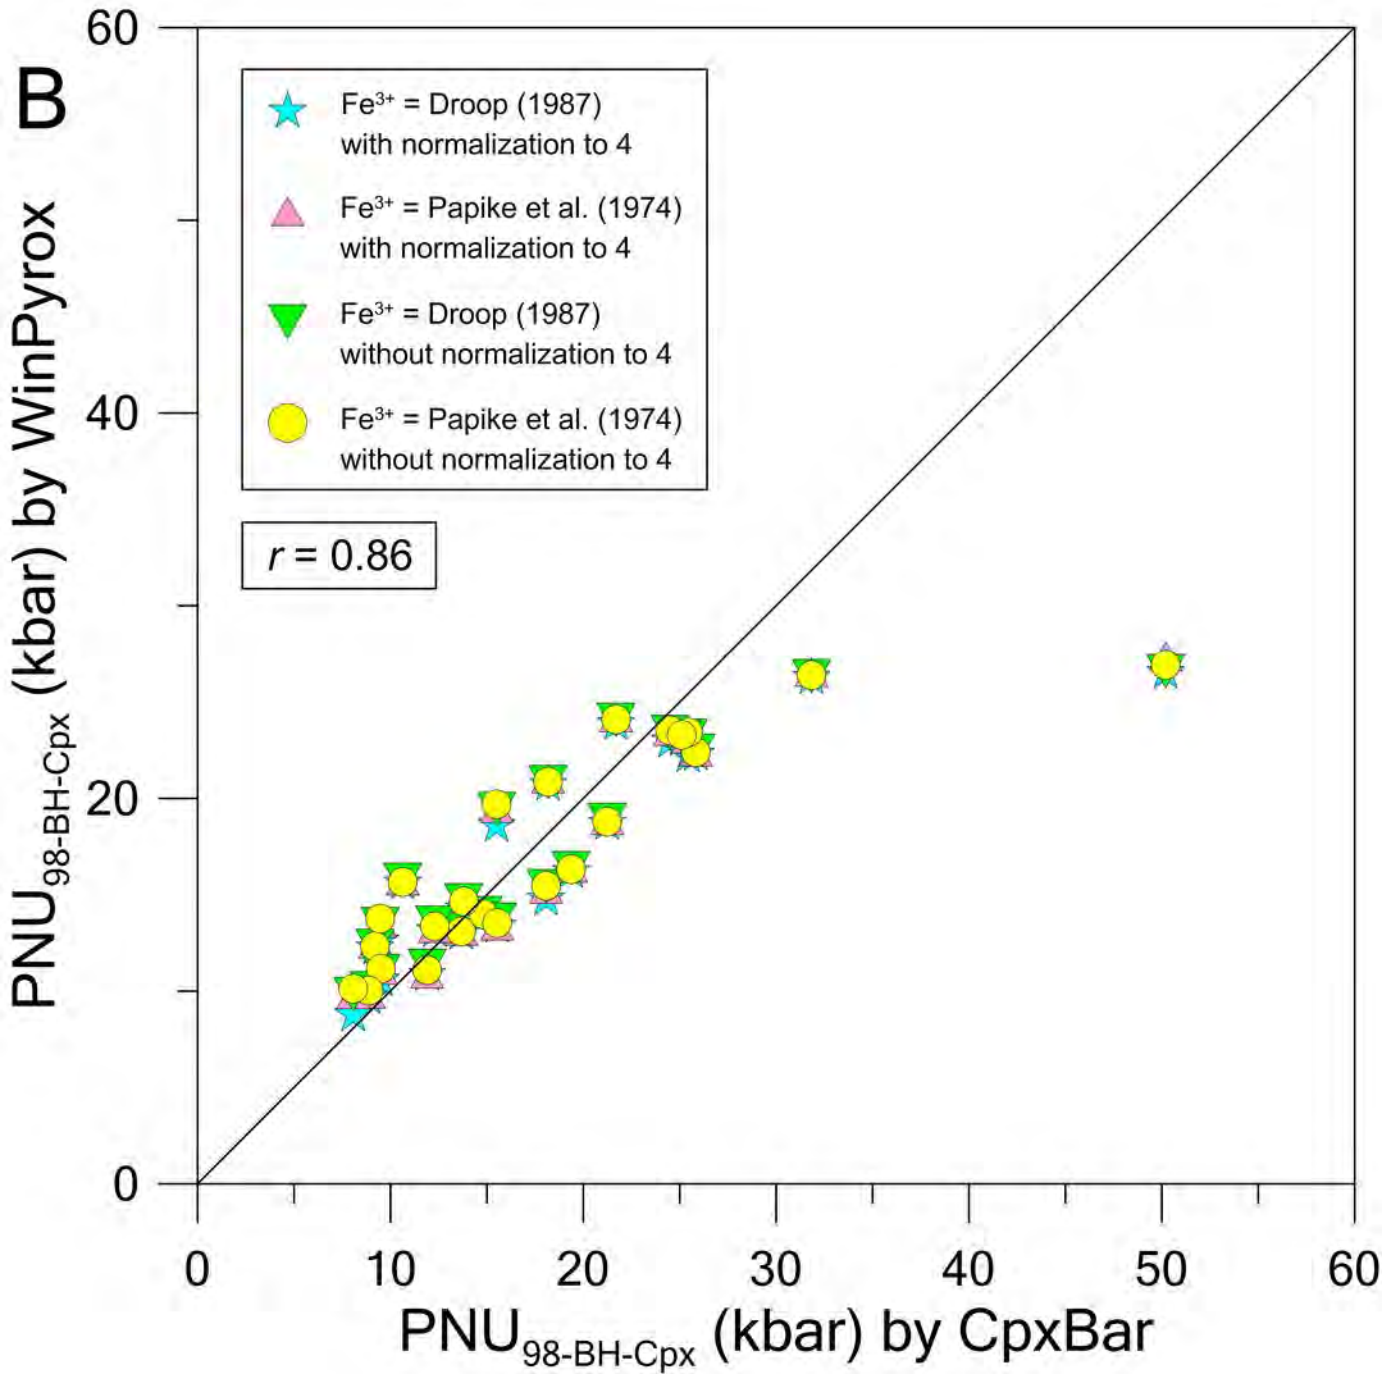 B
Fe³⁺ = Droop (1987)
with normalization to 4
Fe³⁺ = Papike et al. (1974)
with normalization to 4
Fe³⁺ = Droop (1987)
without normalization to 4
Fe³⁺ = Papike et al. (1974)
without normalization to 4
r = 0.86
PNU98-BH-Cpx (kbar) by WinPyrox
60
40
20
0
0 10 20 30 40 50 60
PNU98-BH-Cpx (kbar) by CpxBar